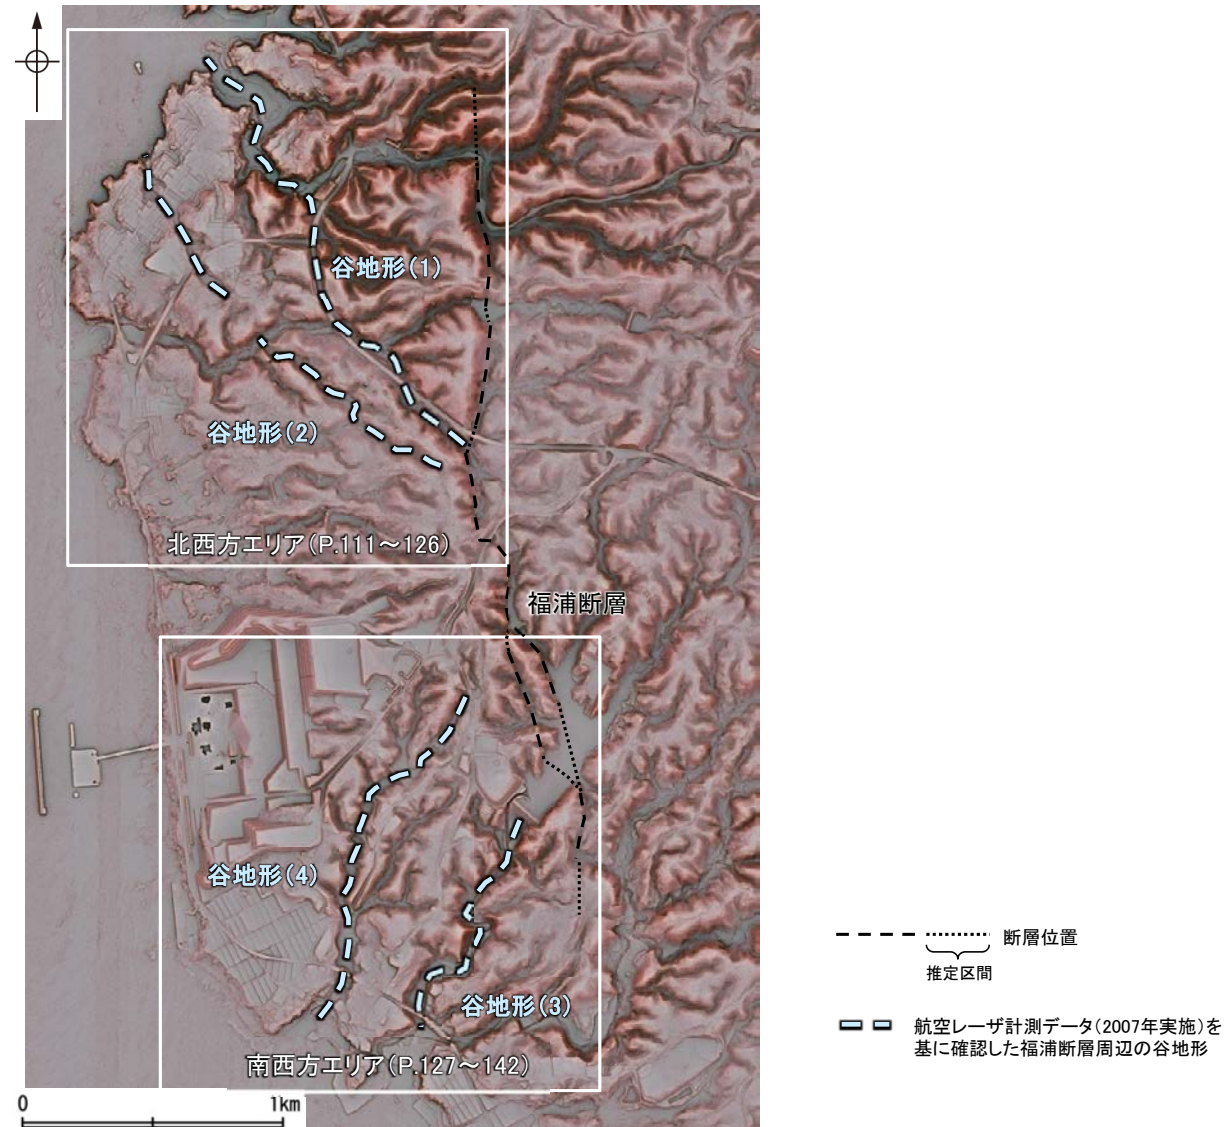 谷地形(1)
谷地形(2)
北西方エリア(P.111～126)
福浦断層
谷地形(4)
谷地形(3)
南西方エリア(P.127～142)
0 1km
断層位置
推定区間
航空レーザ計測データ(2007年実施)を
基に確認した福浦断層周辺の谷地形